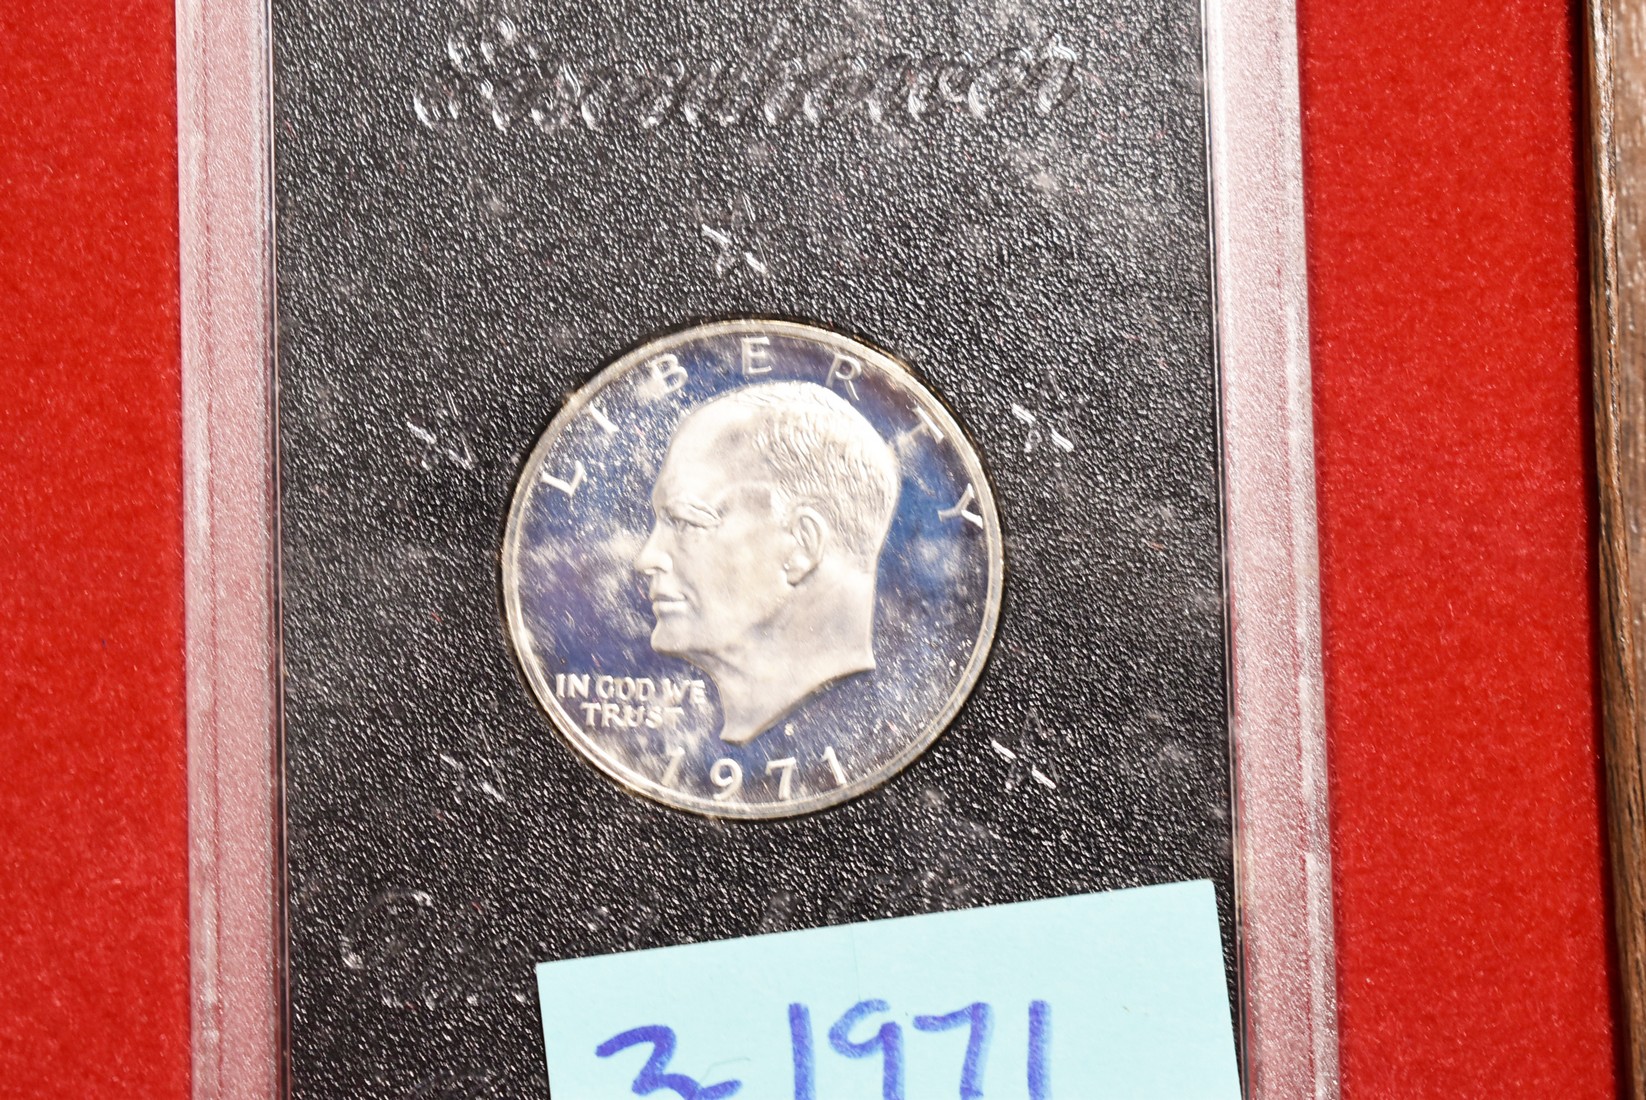 Eisenhower
LIBERTY
IN GOD WE
TRUST
S
1971
3-1971